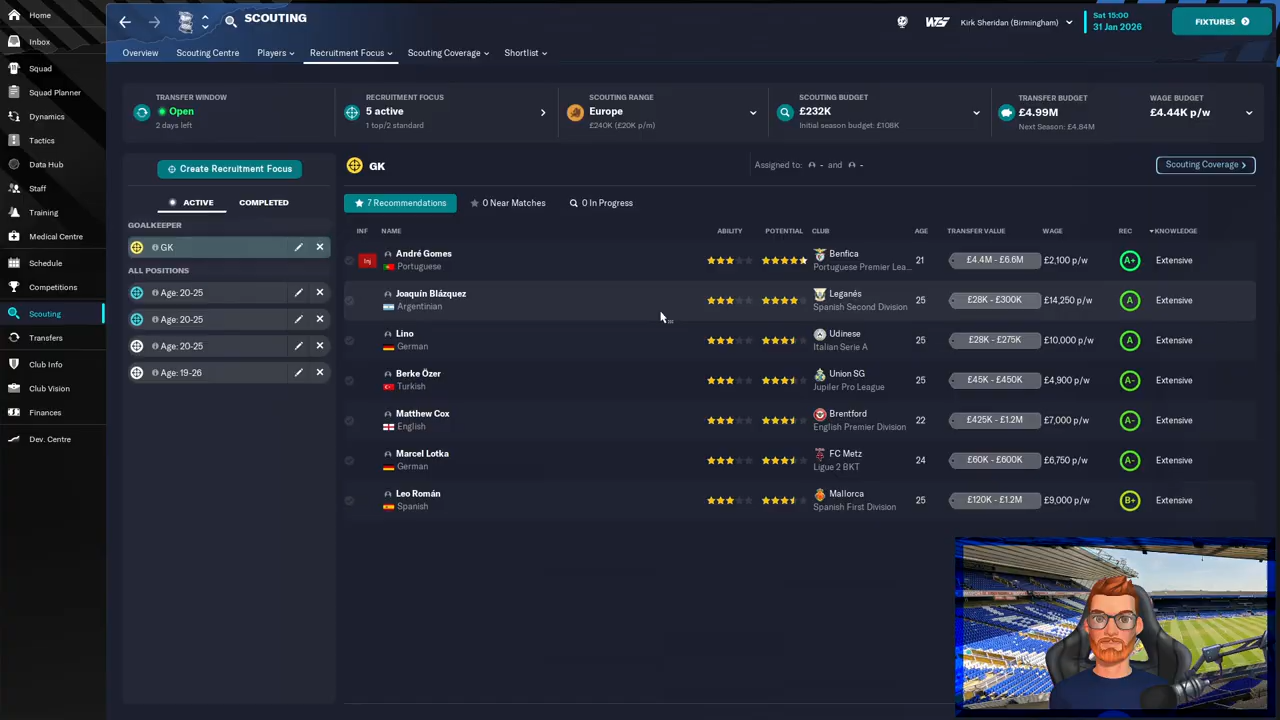 Home
Inbox
Squad
Squad Planner
Dynamics
Tactics
Data Hub
Staff
Training
Medical Centre
Schedule
Competitions
Scouting
Transfers
Club Info
Club Vision
Finances
Dev. Centre
SCOUTING
Kirk Sheridan (Birmingham)
Sat 15:00
31 Jan 2026
FIXTURES
Overview
Scouting Centre
Players
Recruitment Focus
Scouting Coverage
Shortlist
TRANSFER WINDOW
Open
2 days left
RECRUITMENT FOCUS
5 active
1 top/2 standard
SCOUTING RANGE
Europe
£240K (£20K p/m)
SCOUTING BUDGET
£232K
Initial season budget: £108K
TRANSFER BUDGET
£4.99M
Next Season: £4.84M
WAGE BUDGET
£4.44K p/w
Create Recruitment Focus
ACTIVE
COMPLETED
GOALKEEPER
GK
ALL POSITIONS
Age: 20-25
Age: 20-25
Age: 20-25
Age: 19-26
GK
Assigned to: - and -
Scouting Coverage
7 Recommendations
0 Near Matches
0 In Progress
INF NAME ABILITY POTENTIAL CLUB AGE TRANSFER VALUE WAGE REC KNOWLEDGE
Inj André Gomes Benfica 21 £4.4M - £6.6M £2,100 p/w A+ Extensive
Portuguese Portuguese Premier Lea...
Joaquín Blázquez Leganés 25 £28K - £300K £14,250 p/w A Extensive
Argentinian Spanish Second Division
Lino Udinese 25 £28K - £275K £10,000 p/w A Extensive
German Italian Serie A
Berke Özer Union SG 25 £45K - £450K £4,900 p/w A- Extensive
Turkish Jupiler Pro League
Matthew Cox Brentford 22 £425K - £1.2M £7,000 p/w A- Extensive
English English Premier Division
Marcel Lotka FC Metz 24 £60K - £600K £6,750 p/w A- Extensive
German Ligue 2 BKT
Leo Román Mallorca 25 £120K - £1.2M £9,000 p/w B+ Extensive
Spanish Spanish First Division